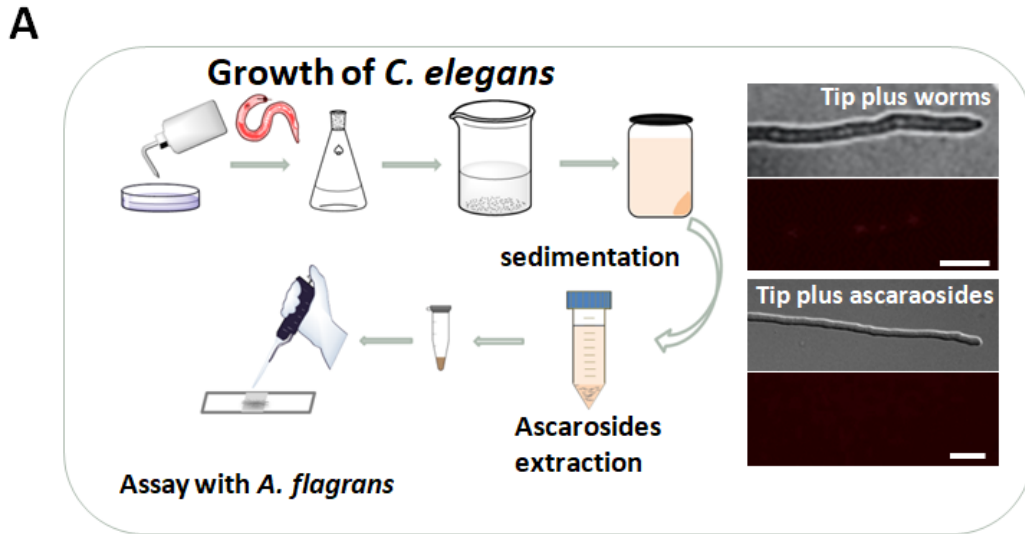 A
Growth of C. elegans
Tip plus worms
sedimentation
Tip plus ascaraosides
Ascarosides
extraction
Assay with A. flagrans